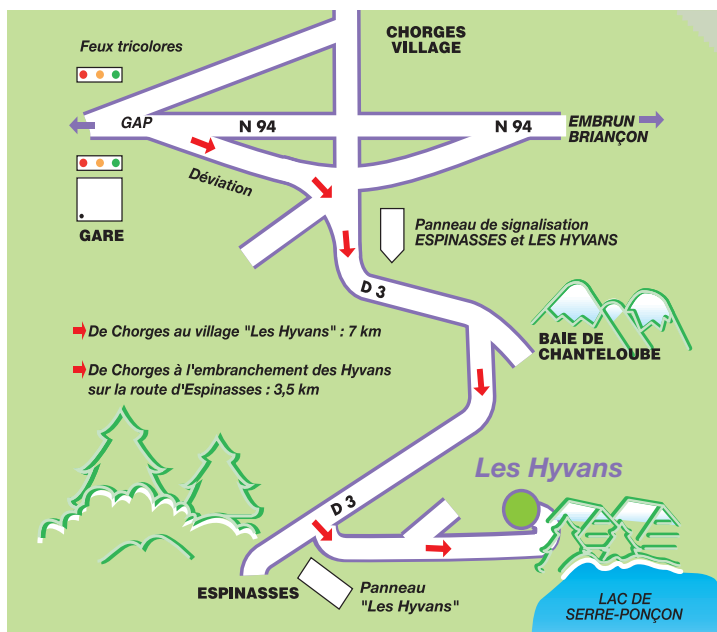 CHORGES
VILLAGE
Feux tricolores
GAP
N 94
N 94
EMBRUN
BRIANÇON
Déviation
GARE
Panneau de signalisation
ESPINASSES et LES HYVANS
D 3
De Chorges au village "Les Hyvans" : 7 km
BAÏE DE
CHANTELOUBE
De Chorges à l'embranchement des Hyvans
sur la route d'Espinasses : 3,5 km
Les Hyvans
D 3
ESPINASSES
Panneau
"Les Hyvans"
LAC DE
SERRE-PONÇON